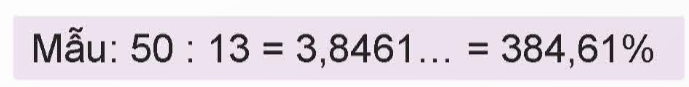 Mẫu: 50 : 13 = 3,8461... = 384,61%